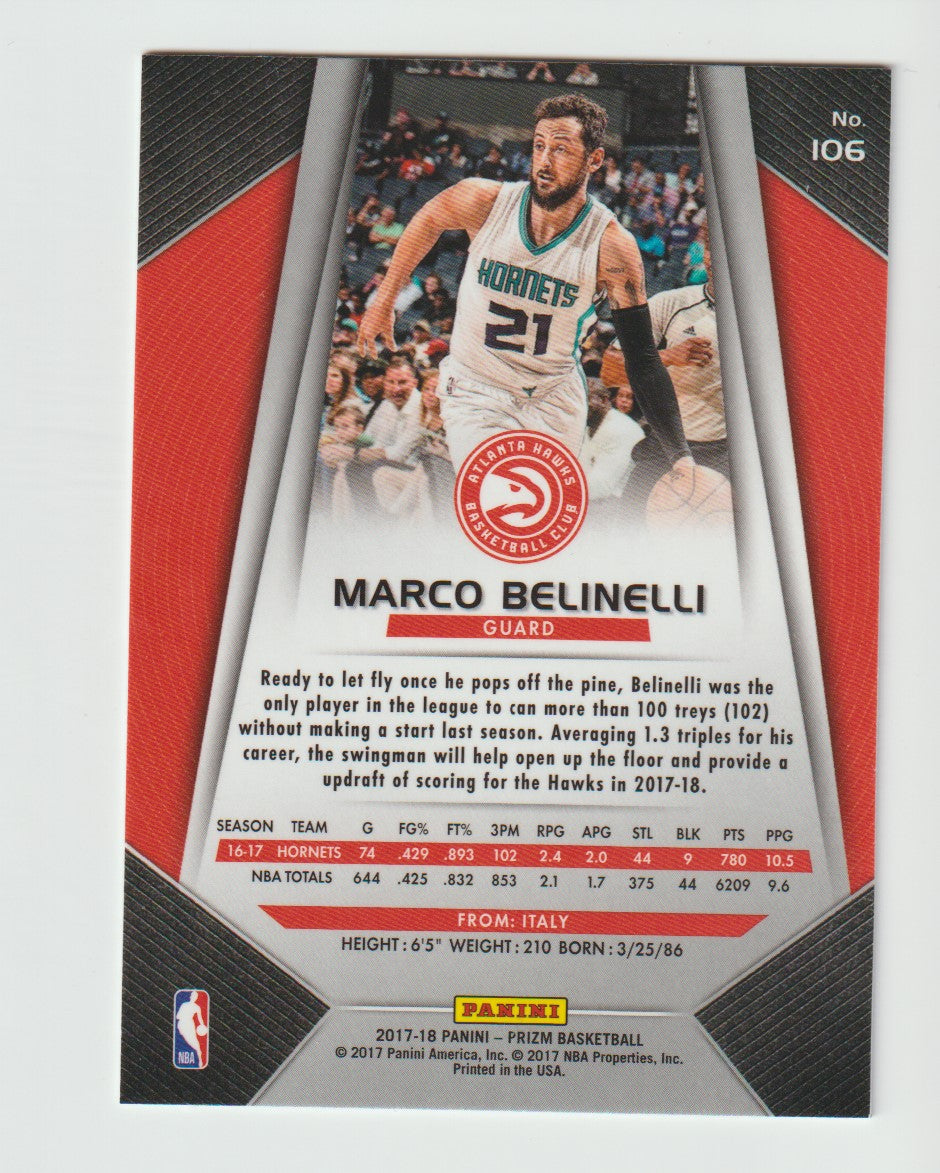 No.
106
HORNETS
21
ATLANTA HAWKS
BASKETBALL CLUB
MARCO BELINELLI
GUARD
Ready to let fly once he pops off the pine, Belinelli was the
only player in the league to can more than 100 treys (102)
without making a start last season. Averaging 1.3 triples for his
career, the swingman will help open up the floor and provide a
updraft of scoring for the Hawks in 2017-18.
SEASON TEAM G FG% FT% 3PM RPG APG STL BLK PTS PPG
16-17 HORNETS 74 .429 .893 102 2.4 2.0 44 9 780 10.5
NBA TOTALS 644 .425 .832 853 2.1 1.7 375 44 6209 9.6
FROM: ITALY
HEIGHT: 6'5" WEIGHT: 210 BORN: 3/25/86
PANINI
NBA
2017-18 PANINI – PRIZM BASKETBALL
© 2017 Panini America, Inc. © 2017 NBA Properties, Inc.
Printed in the USA.